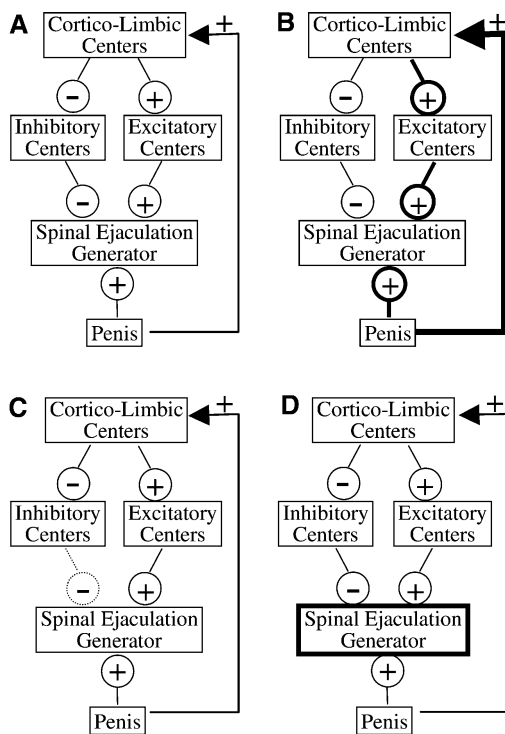 A
Cortico-Limbic
Centers
+
-
+
Inhibitory
Centers
Excitatory
Centers
-
+
Spinal Ejaculation
Generator
+
Penis
B
Cortico-Limbic
Centers
+
-
+
Inhibitory
Centers
Excitatory
Centers
-
+
Spinal Ejaculation
Generator
+
Penis
C
Cortico-Limbic
Centers
+
-
+
Inhibitory
Centers
Excitatory
Centers
-
+
Spinal Ejaculation
Generator
+
Penis
D
Cortico-Limbic
Centers
+
-
+
Inhibitory
Centers
Excitatory
Centers
-
+
Spinal Ejaculation
Generator
+
Penis